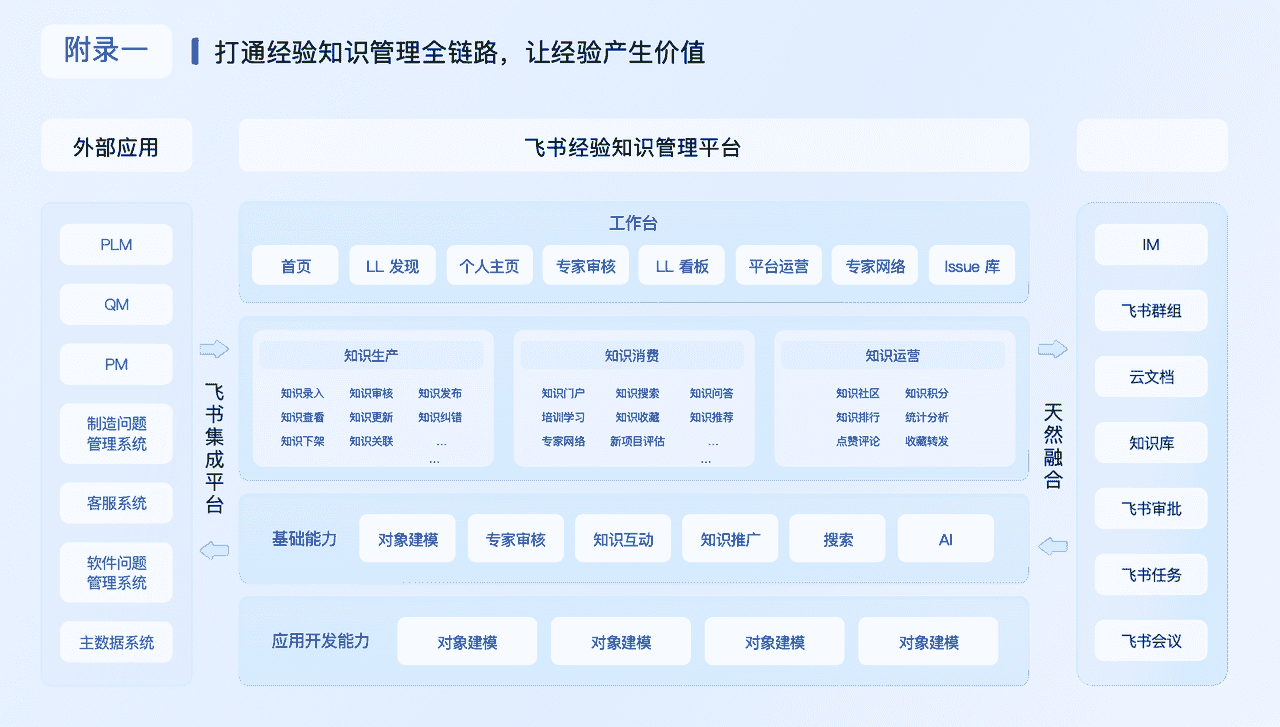 附录一
打通经验知识管理全链路，让经验产生价值
外部应用
飞书经验知识管理平台
PLM
QM
PM
制造问题
管理系统
客服系统
软件问题
管理系统
主数据系统
飞书集成平台
工作台
首页
LL 发现
个人主页
专家审核
LL 看板
平台运营
专家网络
Issue 库
知识生产
知识录入 知识审核 知识发布
知识查看 知识更新 知识纠错
知识下架 知识关联 ...
...
知识消费
知识门户 知识搜索 知识问答
培训学习 知识收藏 知识推荐
专家网络 新项目评估 ...
...
知识运营
知识社区 知识积分
知识排行 统计分析
点赞评论 收藏转发
基础能力
对象建模
专家审核
知识互动
知识推广
搜索
AI
应用开发能力
对象建模
对象建模
对象建模
对象建模
天然融合
IM
飞书群组
云文档
知识库
飞书审批
飞书任务
飞书会议